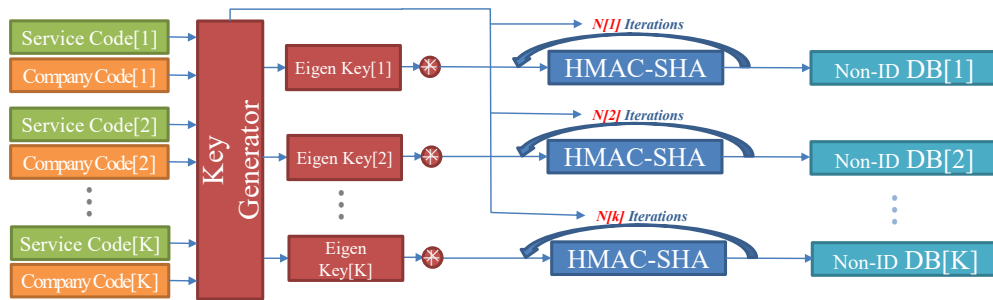 Service Code[1]
Company Code[1]
Service Code[2]
Company Code[2]
Service Code[K]
Company Code[K]
Key
Generator
Eigen Key[1]
Eigen Key[2]
Eigen
Key[K]
N[1] Iterations
HMAC-SHA
Non-ID DB[1]
N[2] Iterations
HMAC-SHA
Non-ID DB[2]
N[k] Iterations
HMAC-SHA
Non-ID DB[K]